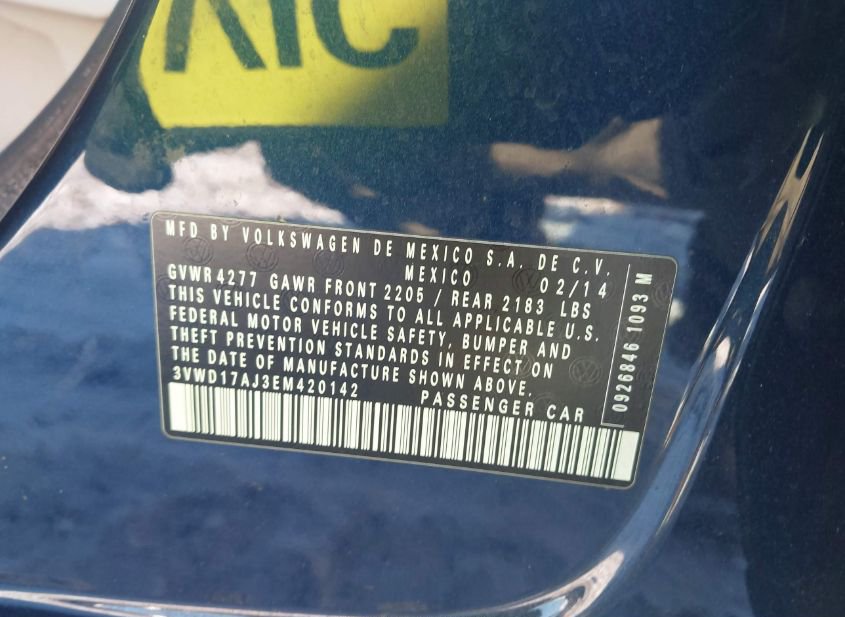 MFD BY VOLKSWAGEN DE MEXICO S.A. DE C.V.
MEXICO 02/14
GVWR 4277 GAWR FRONT 2205 / REAR 2183 LBS
THIS VEHICLE CONFORMS TO ALL APPLICABLE U.S.
FEDERAL MOTOR VEHICLE SAFETY, BUMPER AND
THEFT PREVENTION STANDARDS IN EFFECT ON
THE DATE OF MANUFACTURE SHOWN ABOVE.
3VWD17AJ3EM420142 PASSENGER CAR
0926846 1093 M